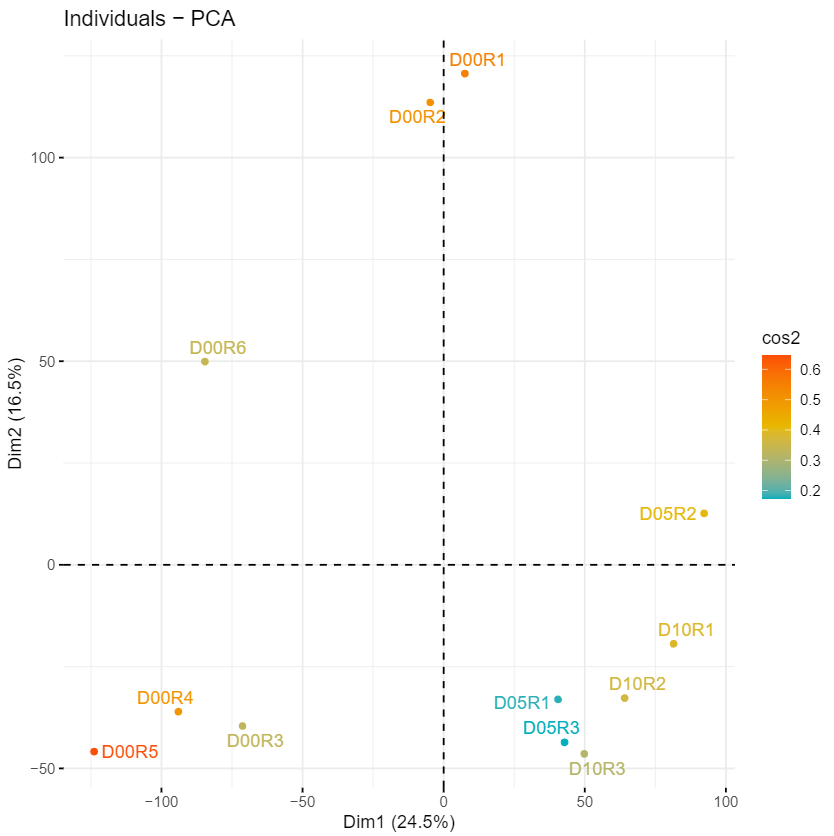 Individuals − PCA
D00R1
D00R2
100
D00R6
50
cos2
0.6
0.5
0.4
0.3
0.2
Dim2 (16.5%)
D05R2
0
D10R1
D10R2
D00R4
D05R1
D05R3
D00R3
D00R5
D10R3
−50
−100
−50
0
50
100
Dim1 (24.5%)